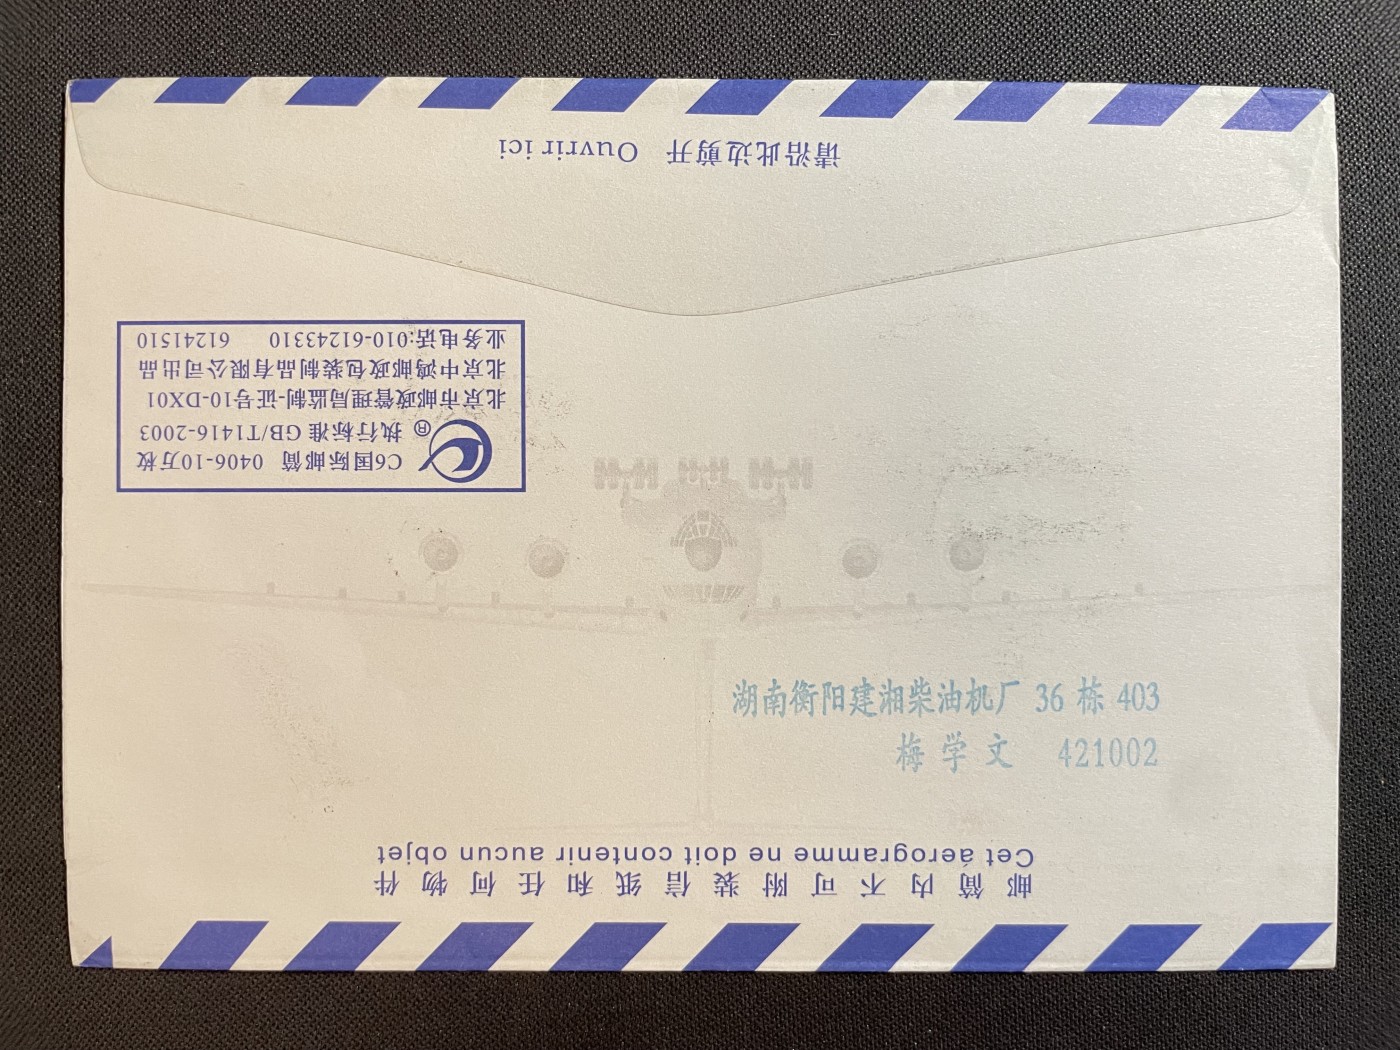 请沿此边剪开 Ouvrir ici
C6国际邮简 0406-10万枚
® 执行标准 GB/T1416-2003
北京市邮政管理局监制-证号10-DX01
北京中鸿邮政包装制品有限公司出品
业务电话:010-61243310 61241510
湖南衡阳建湘柴油机厂 36 栋 403
梅学文 421002
邮简内不可附装信纸和任何物件
Cet aérogramme ne doit contenir aucun objet